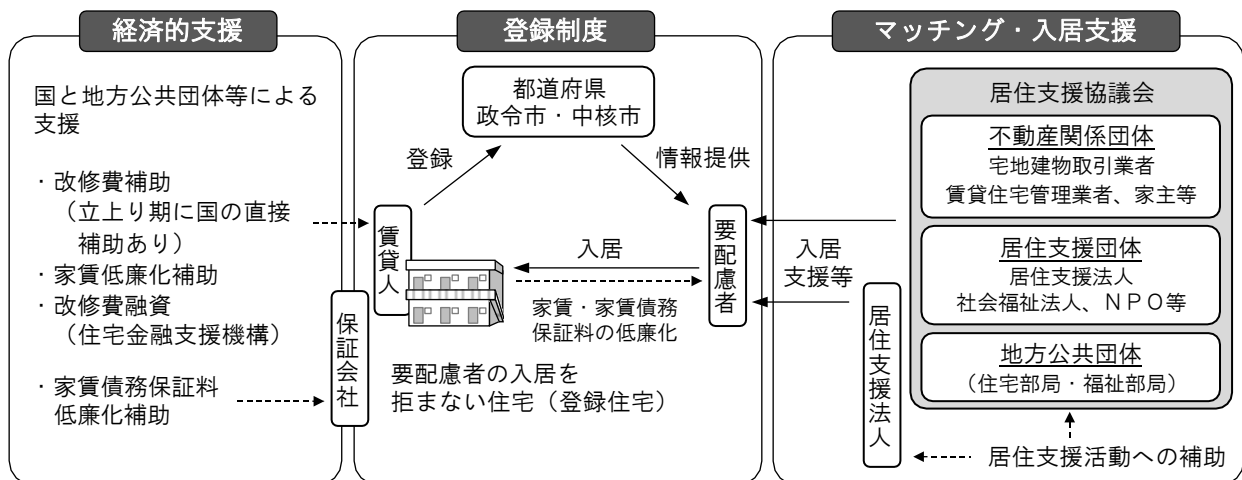 経済的支援
国と地方公共団体等による
支援
・改修費補助
（立上り期に国の直接
補助あり）
・家賃低廉化補助
・改修費融資
（住宅金融支援機構）
・家賃債務保証料
低廉化補助
保証会社
登録制度
都道府県
政令市・中核市
登録
情報提供
賃貸人
要配慮者
入居
家賃・家賃債務
保証料の低廉化
要配慮者の入居を
拒まない住宅（登録住宅）
マッチング・入居支援
入居
支援等
居住支援法人
居住支援協議会
不動産関係団体
宅地建物取引業者
賃貸住宅管理業者、家主等
居住支援団体
居住支援法人
社会福祉法人、ＮＰＯ等
地方公共団体
（住宅部局・福祉部局）
居住支援活動への補助